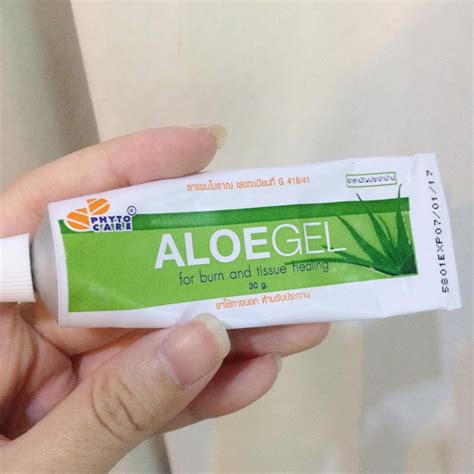 ยาแผนโบราณ เลขทะเบียนที่ G 418/41
ยาสามัญประจำบ้าน
PHYTO
CARE
®
ALOEGEL
for burn and tissue healing
30 g.
ยาใช้ภายนอก ห้ามรับประทาน
5801EXP07/01/17